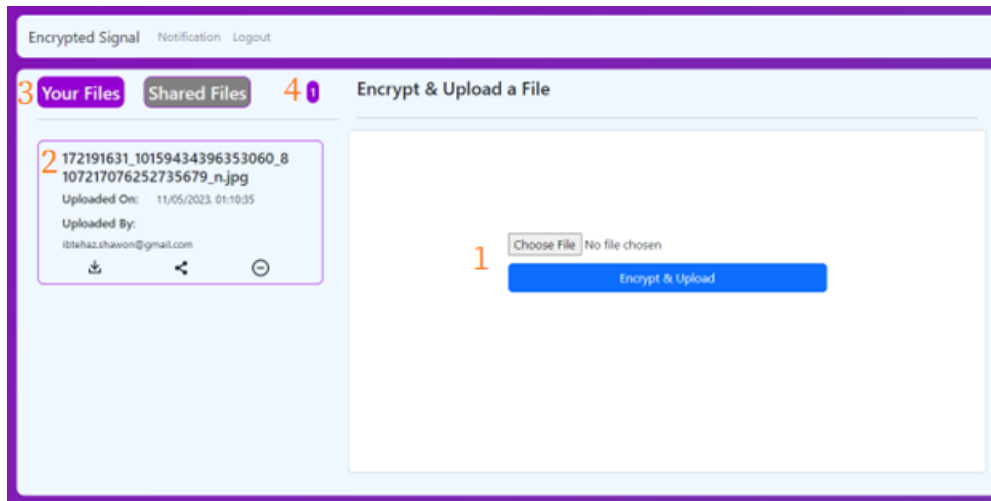 Encrypted Signal Notification Logout
3 Your Files Shared Files 4 1
Encrypt & Upload a File
2 172191631_10159434396353060_8
107217076252735679_n.jpg
Uploaded On: 11/05/2023. 01:10:35
Uploaded By:
ibtehaz.shawon@gmail.com
1 Choose File No file chosen
Encrypt & Upload